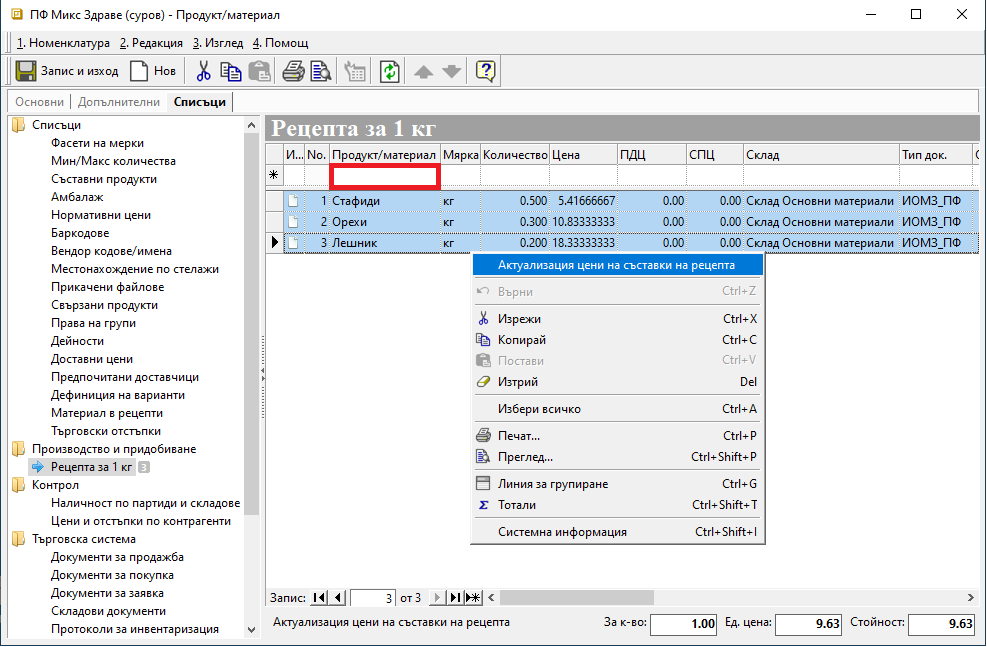 ПФ Микс Здраве (суров) - Продукт/материал
1. Номенклатура 2. Редакция 3. Изглед 4. Помощ
Запис и изход Нов
Основни Допълнителни Списъци
Списъци
Фасети на мерки
Мин/Макс количества
Съставни продукти
Амбалаж
Нормативни цени
Баркодове
Вендор кодове/имена
Местонахождение по стелажи
Прикачени файлове
Свързани продукти
Права на групи
Дейности
Доставни цени
Предпочитани доставчици
Дефиниция на варианти
Материал в рецепти
Търговски отстъпки
Производство и придобиване
Рецепта за 1 кг 3
Контрол
Наличност по партиди и складове
Цени и отстъпки по контрагенти
Търговска система
Документи за продажба
Документи за покупка
Документи за заявка
Складови документи
Протоколи за инвентаризация
Рецепта за 1 кг
И... No. Продукт/материал Мярка Количество Цена ПДЦ СПЦ Склад Тип док.
1 Стафиди кг 0.500 5.41666667 0.00 0.00 Склад Основни материали ИОМЗ_ПФ
2 Орехи кг 0.300 10.83333333 0.00 0.00 Склад Основни материали ИОМЗ_ПФ
3 Лешник кг 0.200 18.33333333 0.00 0.00 Склад Основни материали ИОМЗ_ПФ
Актуализация цени на съставки на рецепта
Върни Ctrl+Z
Изрежи Ctrl+X
Копирай Ctrl+C
Постави Ctrl+V
Изтрий Del
Избери всичко Ctrl+A
Печат... Ctrl+P
Преглед... Ctrl+Shift+P
Линия за групиране Ctrl+G
Тотали Ctrl+Shift+T
Системна информация Ctrl+Shift+I
Запис: 3 от 3
Актуализация цени на съставки на рецепта За к-во: 1.00 Ед. цена: 9.63 Стойност: 9.63